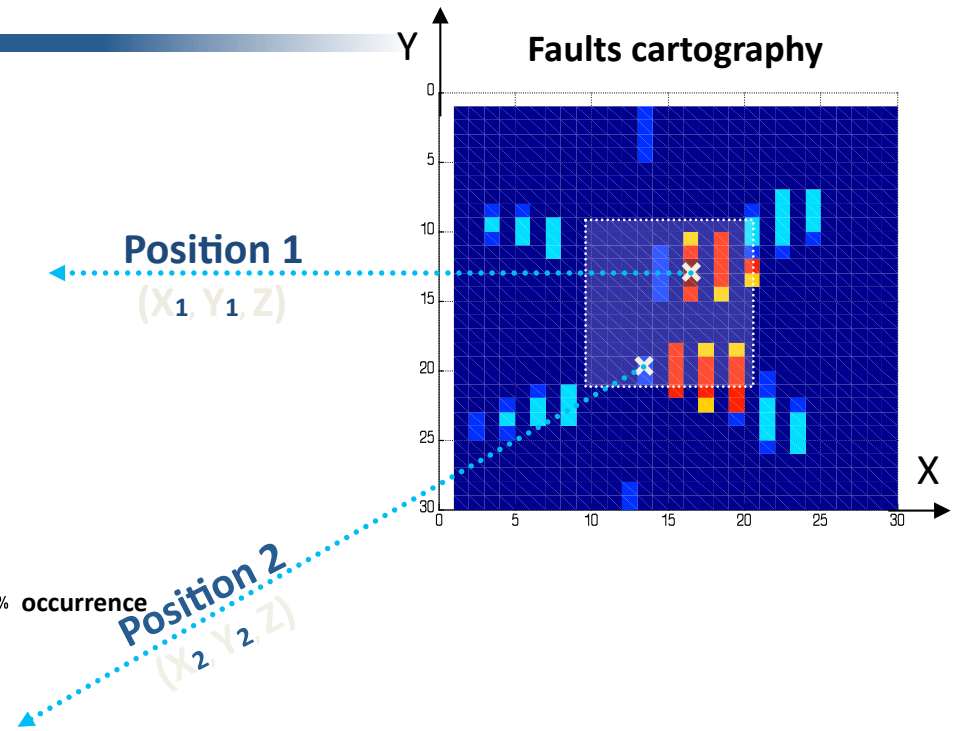 Y
Faults cartography
0
5
10
15
20
25
30
0 5 10 15 20 25 30
X
Position 1
(X1, Y1, Z)
% occurrence
Position 2
(X2, Y2, Z)